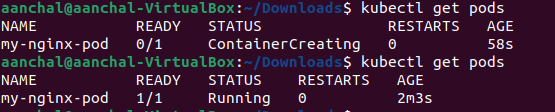 aanchal@aanchal-VirtualBox:~/Downloads$ kubectl get pods
NAME           READY   STATUS              RESTARTS   AGE
my-nginx-pod   0/1     ContainerCreating   0          58s
aanchal@aanchal-VirtualBox:~/Downloads$ kubectl get pods
NAME           READY   STATUS    RESTARTS   AGE
my-nginx-pod   1/1     Running   0          2m3s